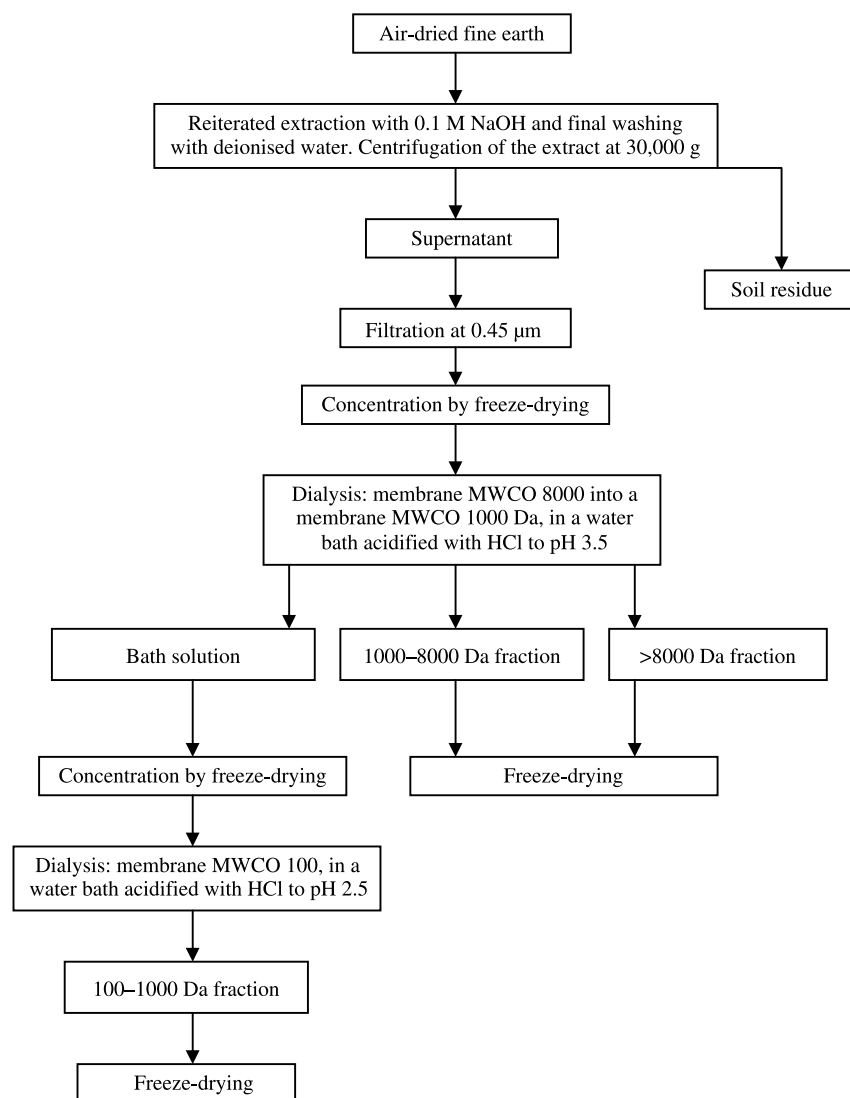 Air-dried fine earth
Reiterated extraction with 0.1 M NaOH and final washing
with deionised water. Centrifugation of the extract at 30,000 g
Supernatant
Soil residue
Filtration at 0.45 µm
Concentration by freeze-drying
Dialysis: membrane MWCO 8000 into a
membrane MWCO 1000 Da, in a water
bath acidified with HCl to pH 3.5
Bath solution
1000–8000 Da fraction
>8000 Da fraction
Concentration by freeze-drying
Freeze-drying
Dialysis: membrane MWCO 100, in a
water bath acidified with HCl to pH 2.5
100–1000 Da fraction
Freeze-drying